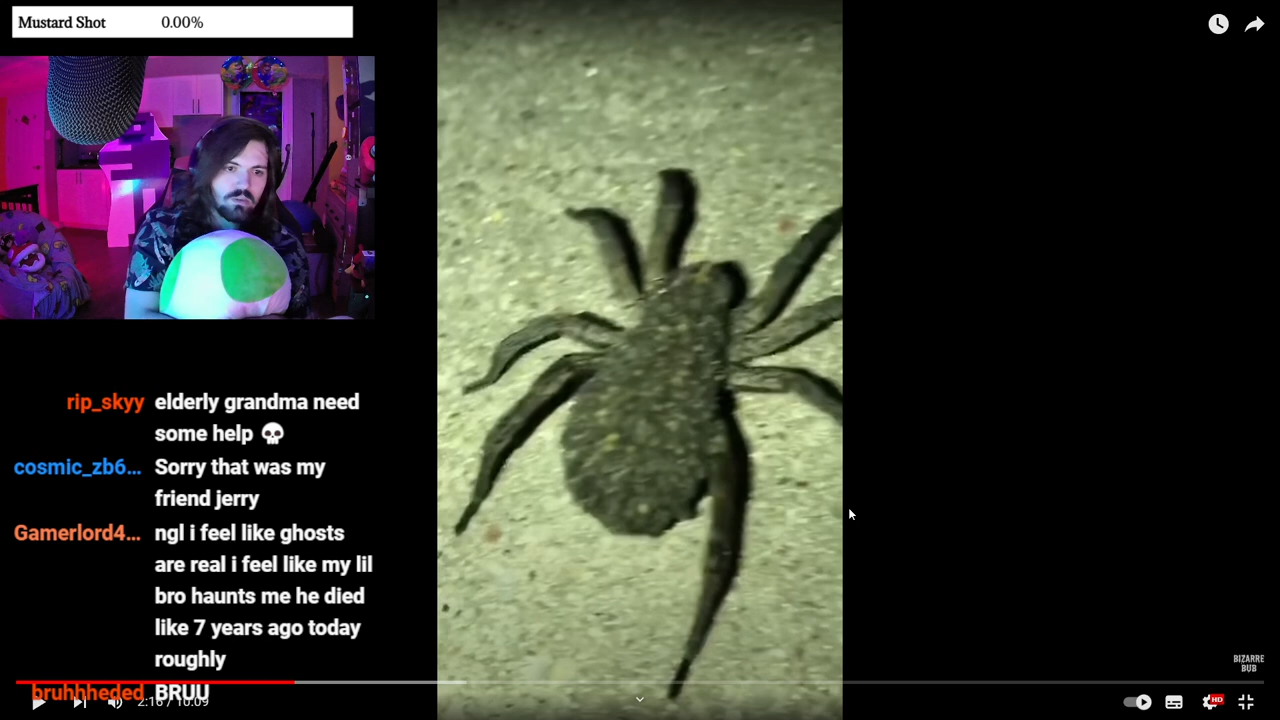 Mustard Shot 0.00%
rip_skyy elderly grandma need
some help 💀
cosmic_zb6... Sorry that was my
friend jerry
Gamerlord4... ngl i feel like ghosts
are real i feel like my lil
bro haunts me he died
like 7 years ago today
roughly
bruhhheded BRUU
BIZARRE
BUB
2:16 / 10:09
HD